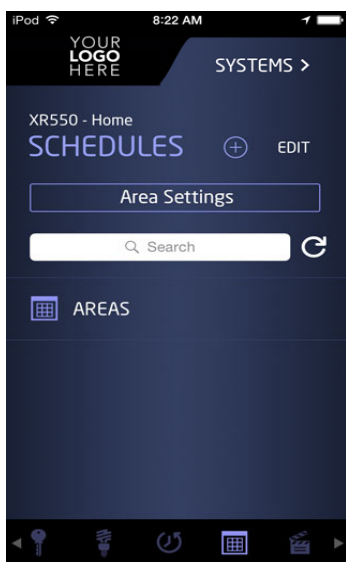 iPod 8:22 AM
YOUR
LOGO
HERE
SYSTEMS >
XR550 - Home
SCHEDULES
EDIT
Area Settings
Search
AREAS